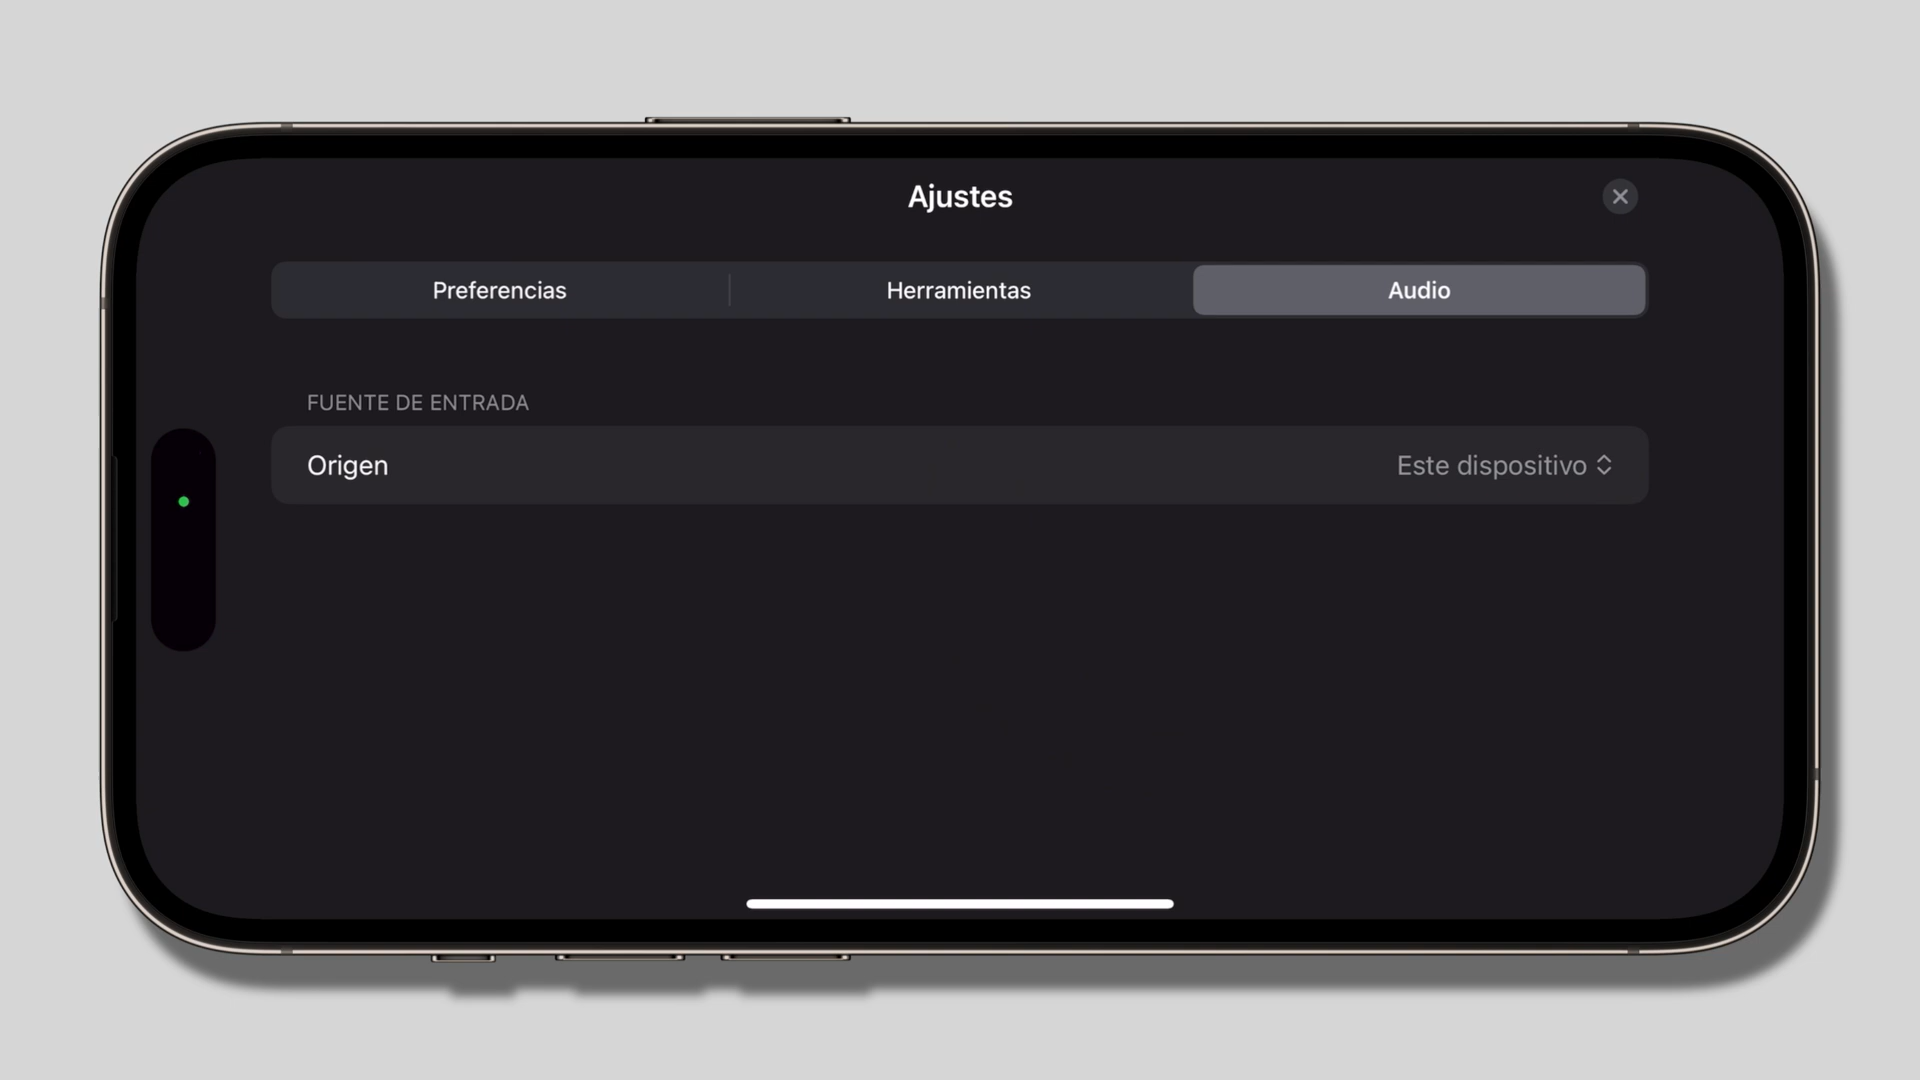 Ajustes
Preferencias
Herramientas
Audio
FUENTE DE ENTRADA
Origen
Este dispositivo